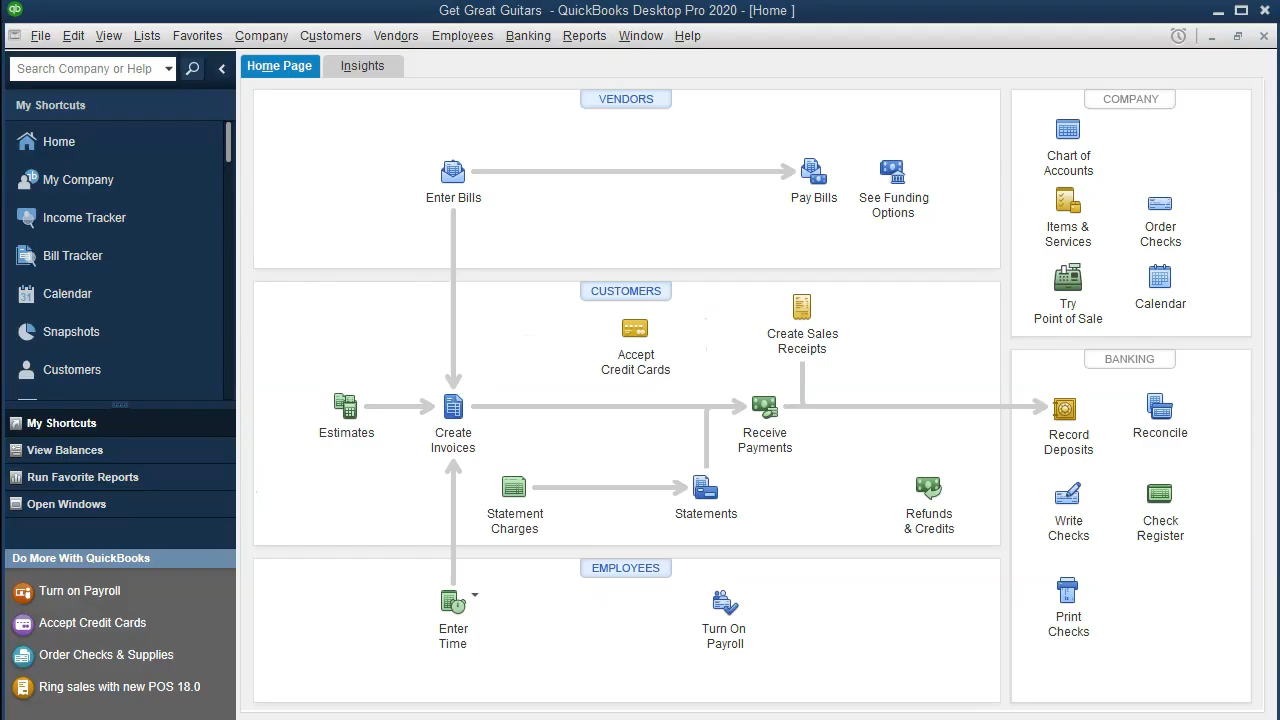 qb
Get Great Guitars - QuickBooks Desktop Pro 2020 - [Home ]
File Edit View Lists Favorites Company Customers Vendors Employees Banking Reports Window Help
Search Company or Help
Home Page Insights
My Shortcuts
Home
My Company
Income Tracker
Bill Tracker
31 Calendar
Snapshots
Customers
My Shortcuts
View Balances
Run Favorite Reports
Open Windows
Do More With QuickBooks
Turn on Payroll
Accept Credit Cards
Order Checks & Supplies
Ring sales with new POS 18.0
VENDORS
Enter Bills
Pay Bills
See Funding
Options
CUSTOMERS
Accept
Credit Cards
Create Sales
Receipts
Estimates
Create
Invoices
Receive
Payments
Statement
Charges
Statements
Refunds
& Credits
EMPLOYEES
Enter
Time
Turn On
Payroll
COMPANY
Chart of
Accounts
Items &
Services
Order
Checks
Try
Point of Sale
Calendar
BANKING
Record
Deposits
Reconcile
Write
Checks
Check
Register
Print
Checks